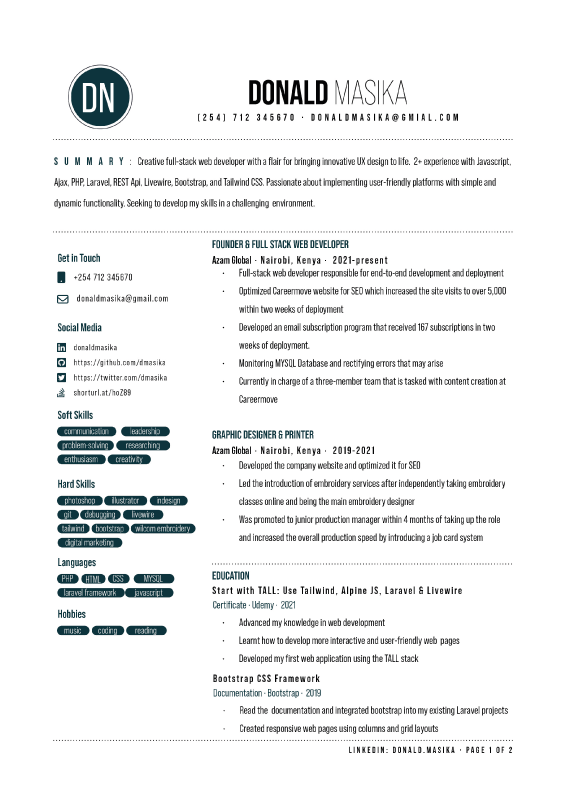 DN
DONALD MASIKA
(254) 712 345670 · DONALDMASIKA@GMIAL.COM
SUMMARY: Creative full-stack web developer with a flair for bringing innovative UX design to life. 2+ experience with Javascript,
Ajax, PHP, Laravel, REST Api, Livewire, Bootstrap, and Tailwind CSS. Passionate about implementing user-friendly platforms with simple and
dynamic functionality. Seeking to develop my skills in a challenging environment.
Get in Touch
+254 712 345670
donaldmasika@gmail.com
Social Media
donaldmasika
https://github.com/dmasika
https://twitter.com/dmasika
shorturl.at/hoZ89
Soft Skills
communication leadership
problem-solving researching
enthusiasm creativity
Hard Skills
photoshop illustrator indesign
git debugging livewire
tailwind bootstrap wilcom embroidery
digital marketing
Languages
PHP HTML CSS MYSQL
laravel framework javascript
Hobbies
music coding reading
FOUNDER & FULL STACK WEB DEVELOPER
Azam Global · Nairobi, Kenya · 2021-present
· Full-stack web developer responsible for end-to-end development and deployment
· Optimized Careermove website for SEO which increased the site visits to over 5,000
within two weeks of deployment
· Developed an email subscription program that received 167 subscriptions in two
weeks of deployment.
· Monitoring MYSQL Database and rectifying errors that may arise
· Currently in charge of a three-member team that is tasked with content creation at
Careermove
GRAPHIC DESIGNER & PRINTER
Azam Global · Nairobi, Kenya · 2019-2021
· Developed the company website and optimized it for SEO
· Led the introduction of embroidery services after independently taking embroidery
classes online and being the main embroidery designer
· Was promoted to junior production manager within 4 months of taking up the role
and increased the overall production speed by introducing a job card system
EDUCATION
Start with TALL: Use Tailwind, Alpine JS, Laravel & Livewire
Certificate · Udemy · 2021
· Advanced my knowledge in web development
· Learnt how to develop more interactive and user-friendly web pages
· Developed my first web application using the TALL stack
Bootstrap CSS Framework
Documentation · Bootstrap · 2019
· Read the documentation and integrated bootstrap into my existing Laravel projects
· Created responsive web pages using columns and grid layouts
LINKEDIN: DONALD.MASIKA · PAGE 1 OF 2